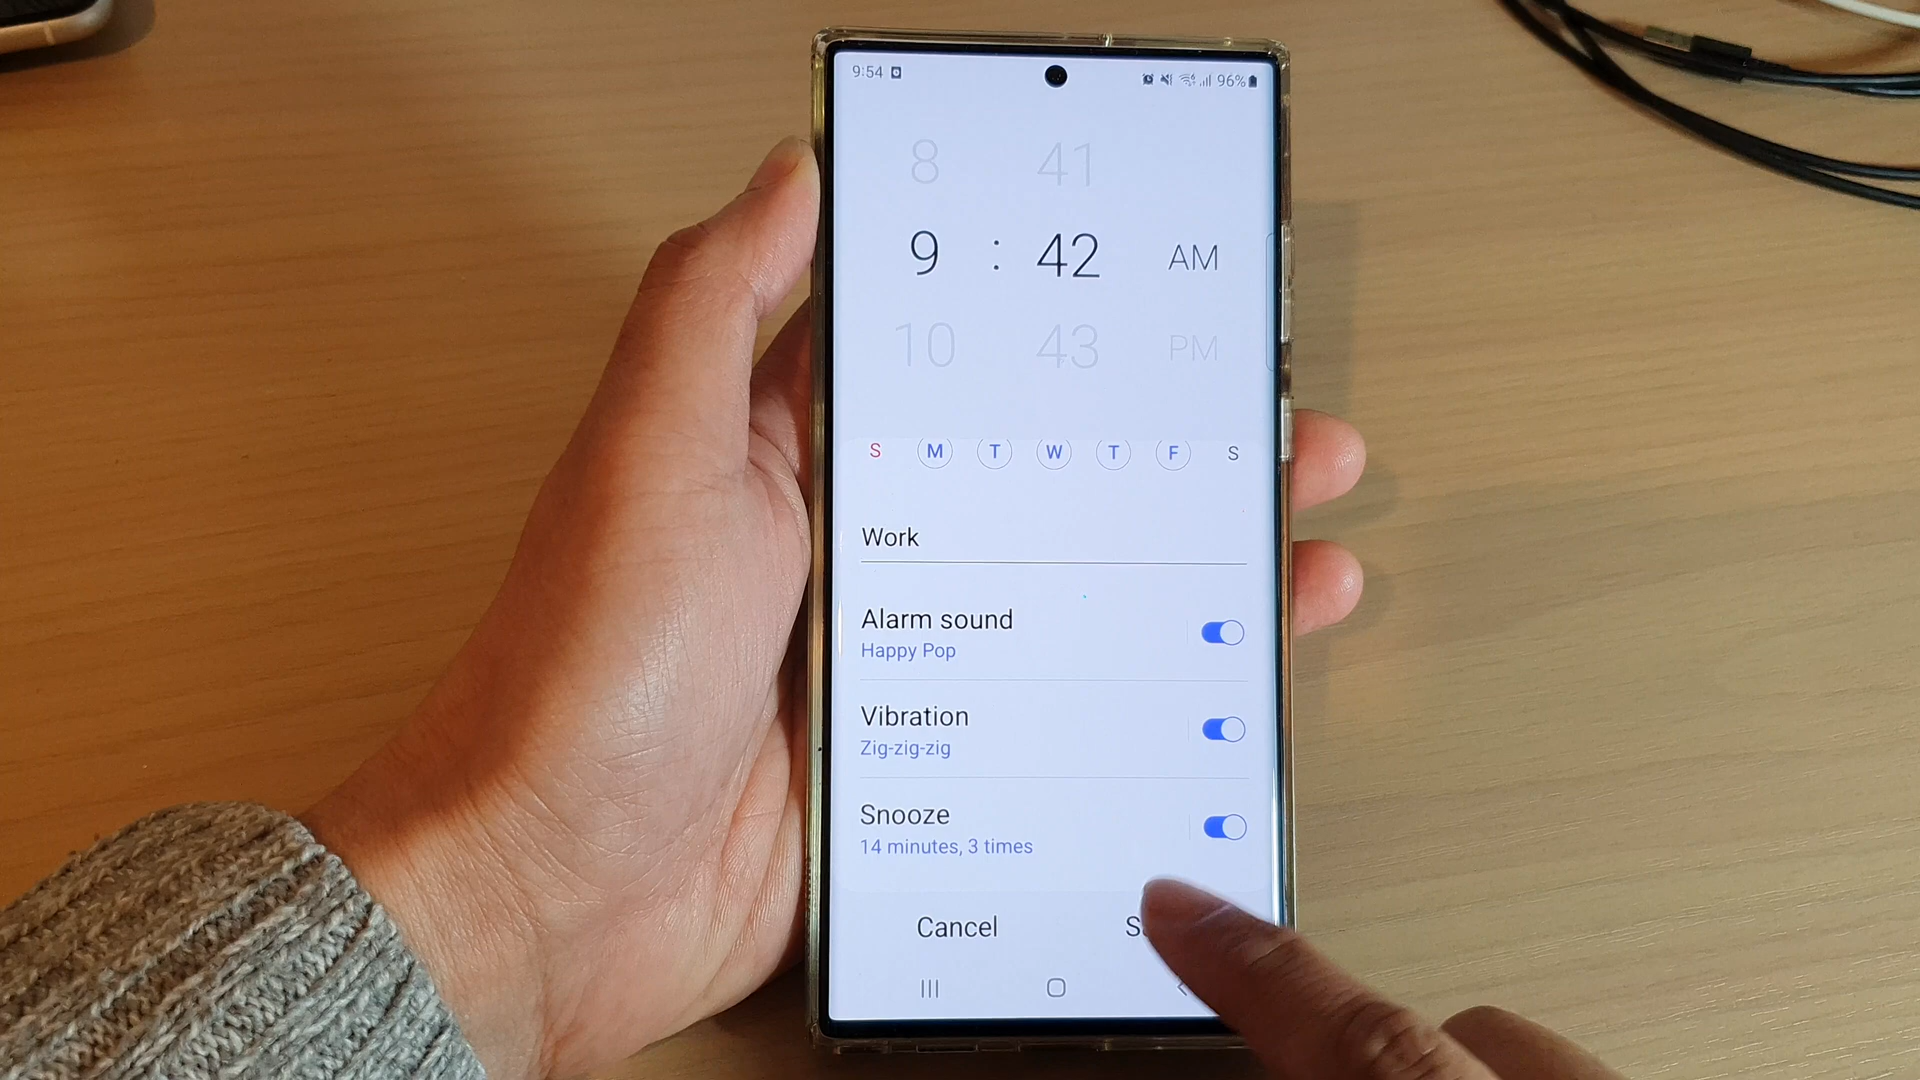 9:54 96%
8 41
9 : 42 AM
10 43 PM
S M T W T F S
Work
Alarm sound
Happy Pop
Vibration
Zig-zig-zig
Snooze
14 minutes, 3 times
Cancel